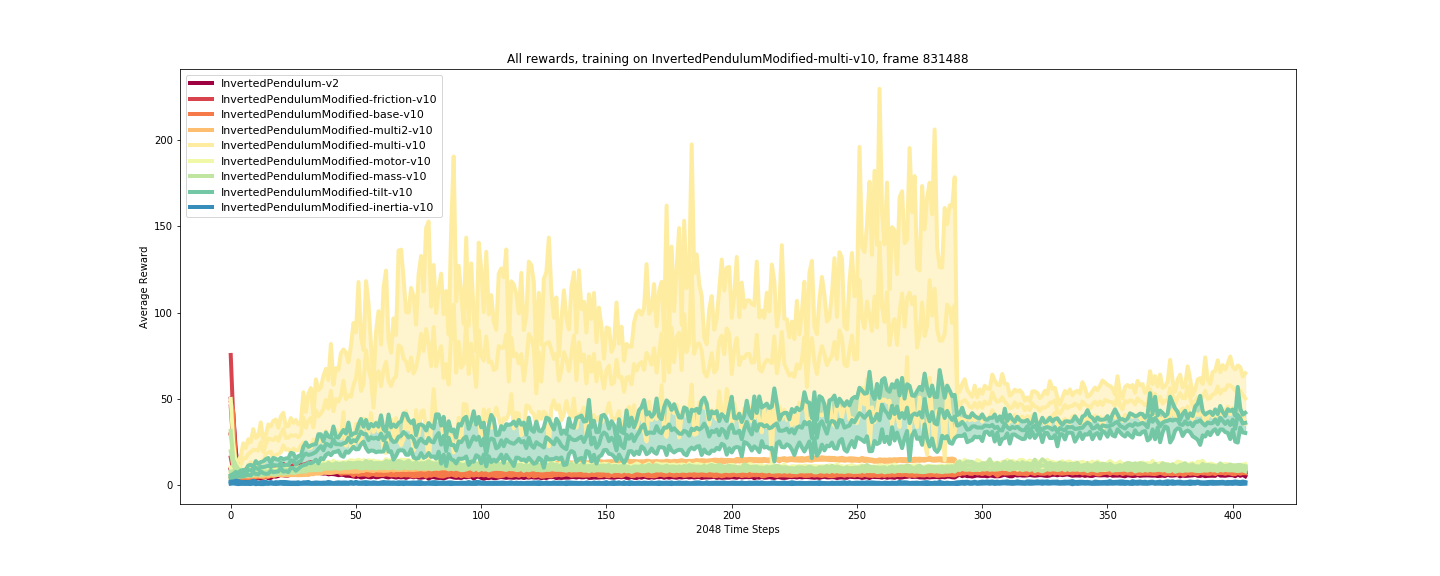 All rewards, training on InvertedPendulumModified-multi-v10, frame 831488
InvertedPendulum-v2
InvertedPendulumModified-friction-v10
InvertedPendulumModified-base-v10
InvertedPendulumModified-multi2-v10
InvertedPendulumModified-multi-v10
InvertedPendulumModified-motor-v10
InvertedPendulumModified-mass-v10
InvertedPendulumModified-tilt-v10
InvertedPendulumModified-inertia-v10
Average Reward
200
150
100
50
0
0 50 100 150 200 250 300 350 400
2048 Time Steps